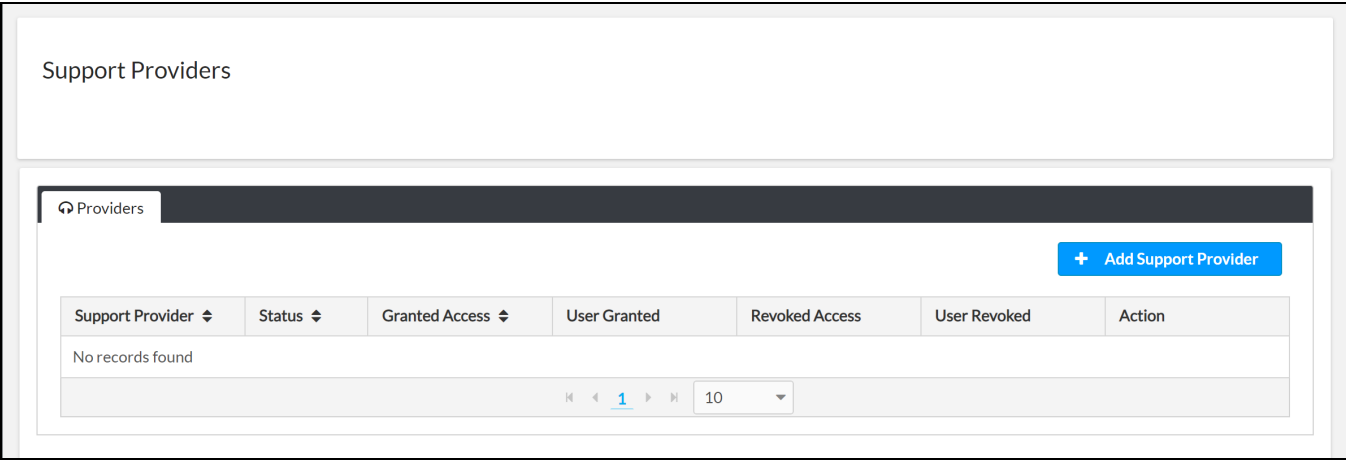 Support Providers
Providers
Add Support Provider
Support Provider Status Granted Access User Granted Revoked Access User Revoked Action
No records found
1 10